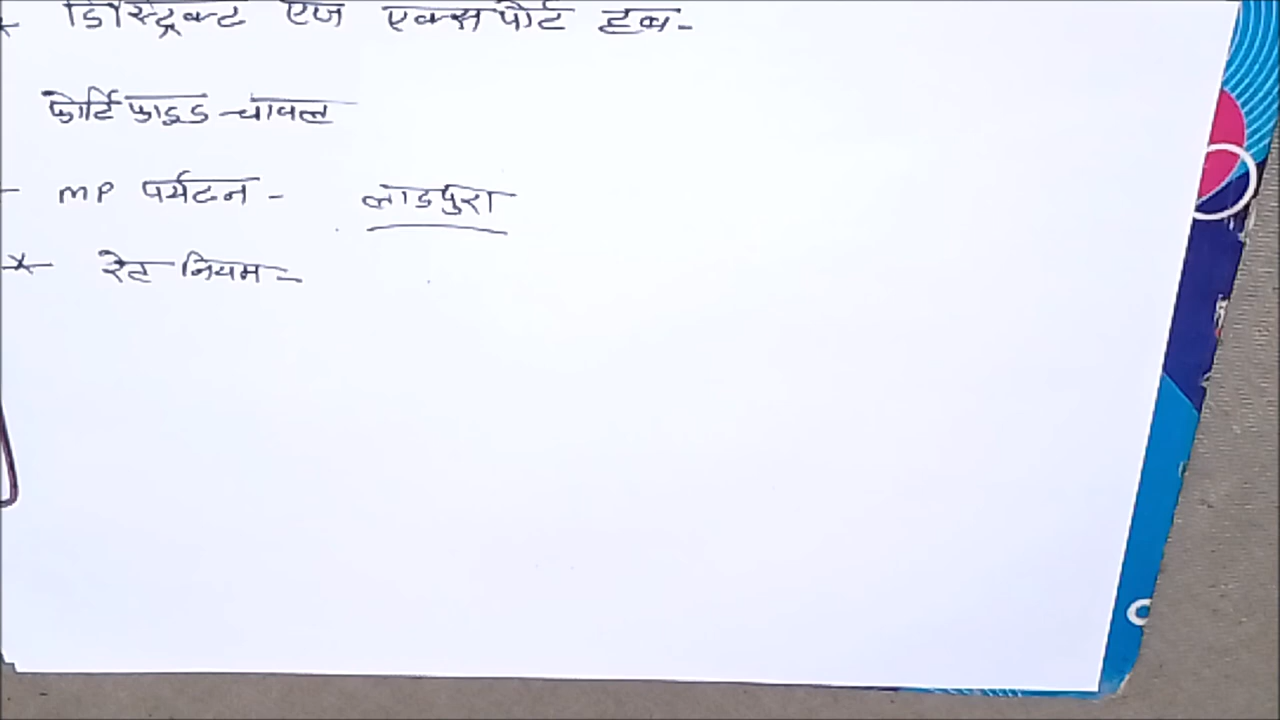 * डिस्ट्रिक्ट एज एक्सपोर्ट हब-
फोर्टिफाइड चावल
- MP पर्यटन - लाडपुरा
* रेत नियम-